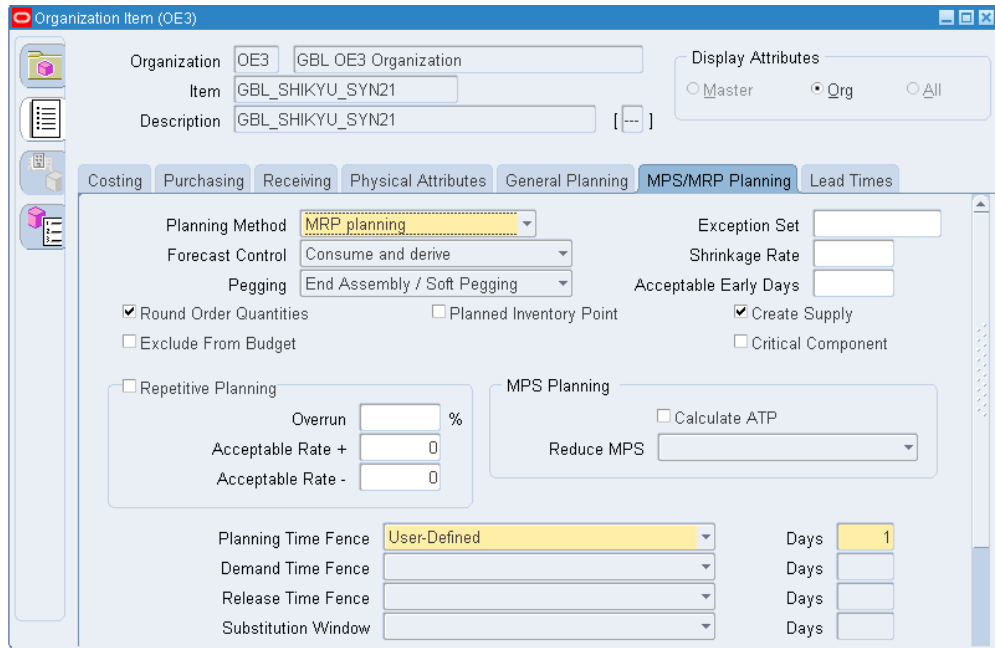 Organization Item (OE3)
Organization OE3 GBL OE3 Organization
Item GBL_SHIKYU_SYN21
Description GBL_SHIKYU_SYN21 [ --- ]
Display Attributes
Master Org All
Costing Purchasing Receiving Physical Attributes General Planning MPS/MRP Planning Lead Times
Planning Method MRP planning Exception Set
Forecast Control Consume and derive Shrinkage Rate
Pegging End Assembly / Soft Pegging Acceptable Early Days
Round Order Quantities Planned Inventory Point Create Supply
Exclude From Budget Critical Component
Repetitive Planning
Overrun %
Acceptable Rate + 0
Acceptable Rate - 0
MPS Planning
Calculate ATP
Reduce MPS
Planning Time Fence User-Defined Days 1
Demand Time Fence Days
Release Time Fence Days
Substitution Window Days